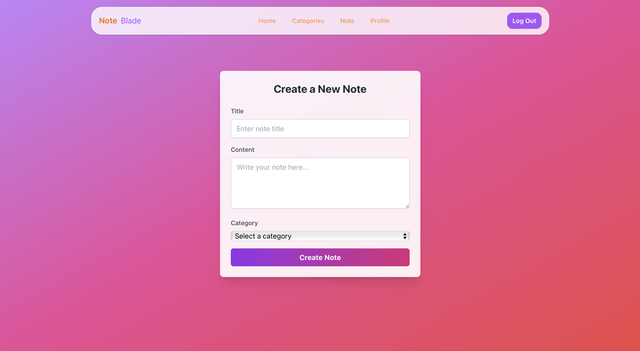 Note Blade Home Categories Note Profile Log Out
Create a New Note
Title
Enter note title
Content
Write your note here...
Category
Select a category
Create Note